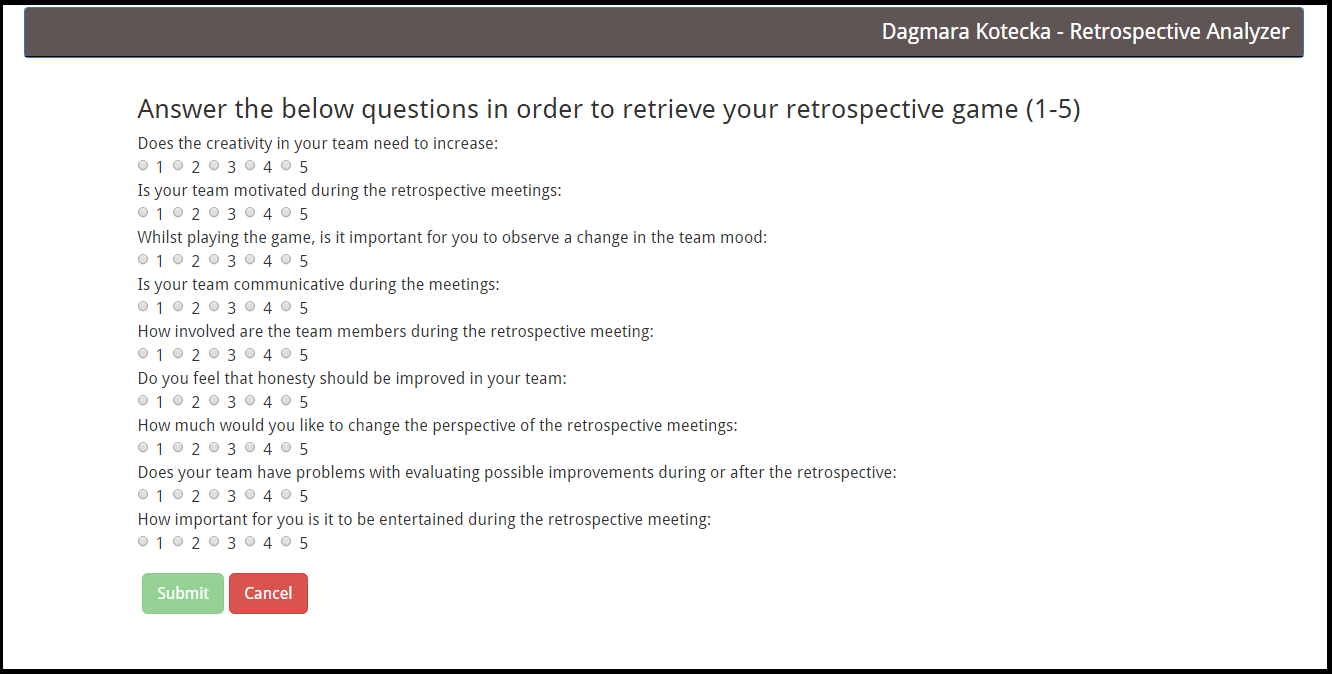 Dagmara Kotecka - Retrospective Analyzer
Answer the below questions in order to retrieve your retrospective game (1-5)
Does the creativity in your team need to increase:
1 2 3 4 5
Is your team motivated during the retrospective meetings:
1 2 3 4 5
Whilst playing the game, is it important for you to observe a change in the team mood:
1 2 3 4 5
Is your team communicative during the meetings:
1 2 3 4 5
How involved are the team members during the retrospective meeting:
1 2 3 4 5
Do you feel that honesty should be improved in your team:
1 2 3 4 5
How much would you like to change the perspective of the retrospective meetings:
1 2 3 4 5
Does your team have problems with evaluating possible improvements during or after the retrospective:
1 2 3 4 5
How important for you is it to be entertained during the retrospective meeting:
1 2 3 4 5
Submit Cancel